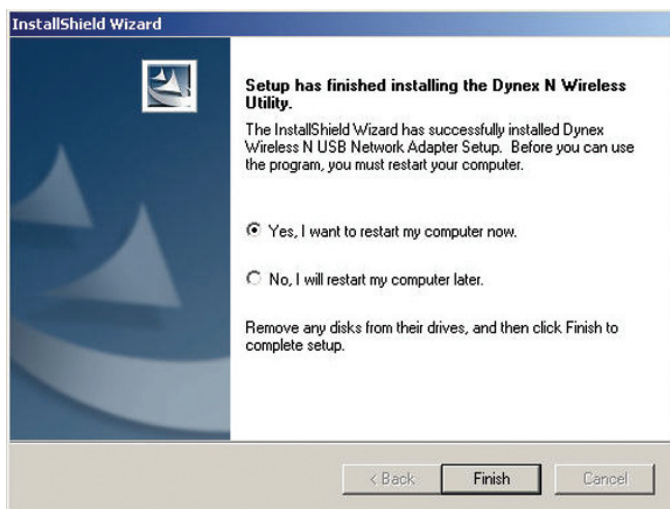 InstallShield Wizard
Setup has finished installing the Dynex N Wireless
Utility.
The InstallShield Wizard has successfully installed Dynex
Wireless N USB Network Adapter Setup. Before you can use
the program, you must restart your computer.
Yes, I want to restart my computer now.
No, I will restart my computer later.
Remove any disks from their drives, and then click Finish to
complete setup.
< Back Finish Cancel